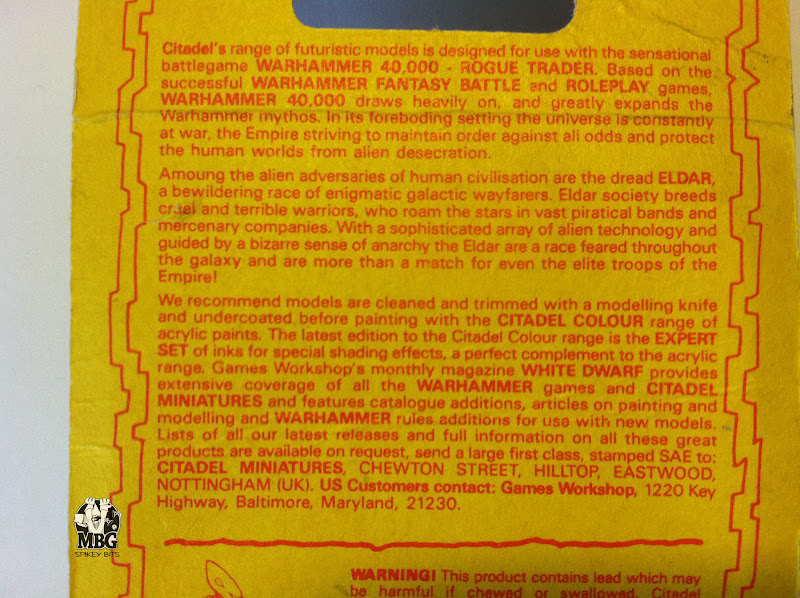 Citadel's range of futuristic models is designed for use with the sensational
battlegame WARHAMMER 40,000 - ROGUE TRADER. Based on the
successful WARHAMMER FANTASY BATTLE and ROLEPLAY games,
WARHAMMER 40,000 draws heavily on, and greatly expands the
Warhammer mythos. In its foreboding setting the universe is constantly
at war, the Empire striving to maintain order against all odds and protect
the human worlds from alien desecration.
Amoung the alien adversaries of human civilisation are the dread ELDAR,
a bewildering race of enigmatic galactic wayfarers. Eldar society breeds
cruel and terrible warriors, who roam the stars in vast piratical bands and
mercenary companies. With a sophisticated array of alien technology and
guided by a bizarre sense of anarchy the Eldar are a race feared throughout
the galaxy and are more than a match for even the elite troops of the
Empire!
We recommend models are cleaned and trimmed with a modelling knife
and undercoated before painting with the CITADEL COLOUR range of
acrylic paints. The latest edition to the Citadel Colour range is the EXPERT
SET of inks for special shading effects, a perfect complement to the acrylic
range. Games Workshop's monthly magazine WHITE DWARF provides
extensive coverage of all the WARHAMMER games and CITADEL
MINIATURES and features catalogue additions, articles on painting and
modelling and WARHAMMER rules additions for use with new models.
Lists of all our latest releases and full information on all these great
products are available on request, send a large first class, stamped SAE to:
CITADEL MINIATURES, CHEWTON STREET, HILLTOP, EASTWOOD,
NOTTINGHAM (UK). US Customers contact: Games Workshop, 1220 Key
Highway, Baltimore, Maryland, 21230.
WARNING! This product contains lead which may
be harmful if chewed or swallowed. Citadel
MBG
SPIKEY BITS